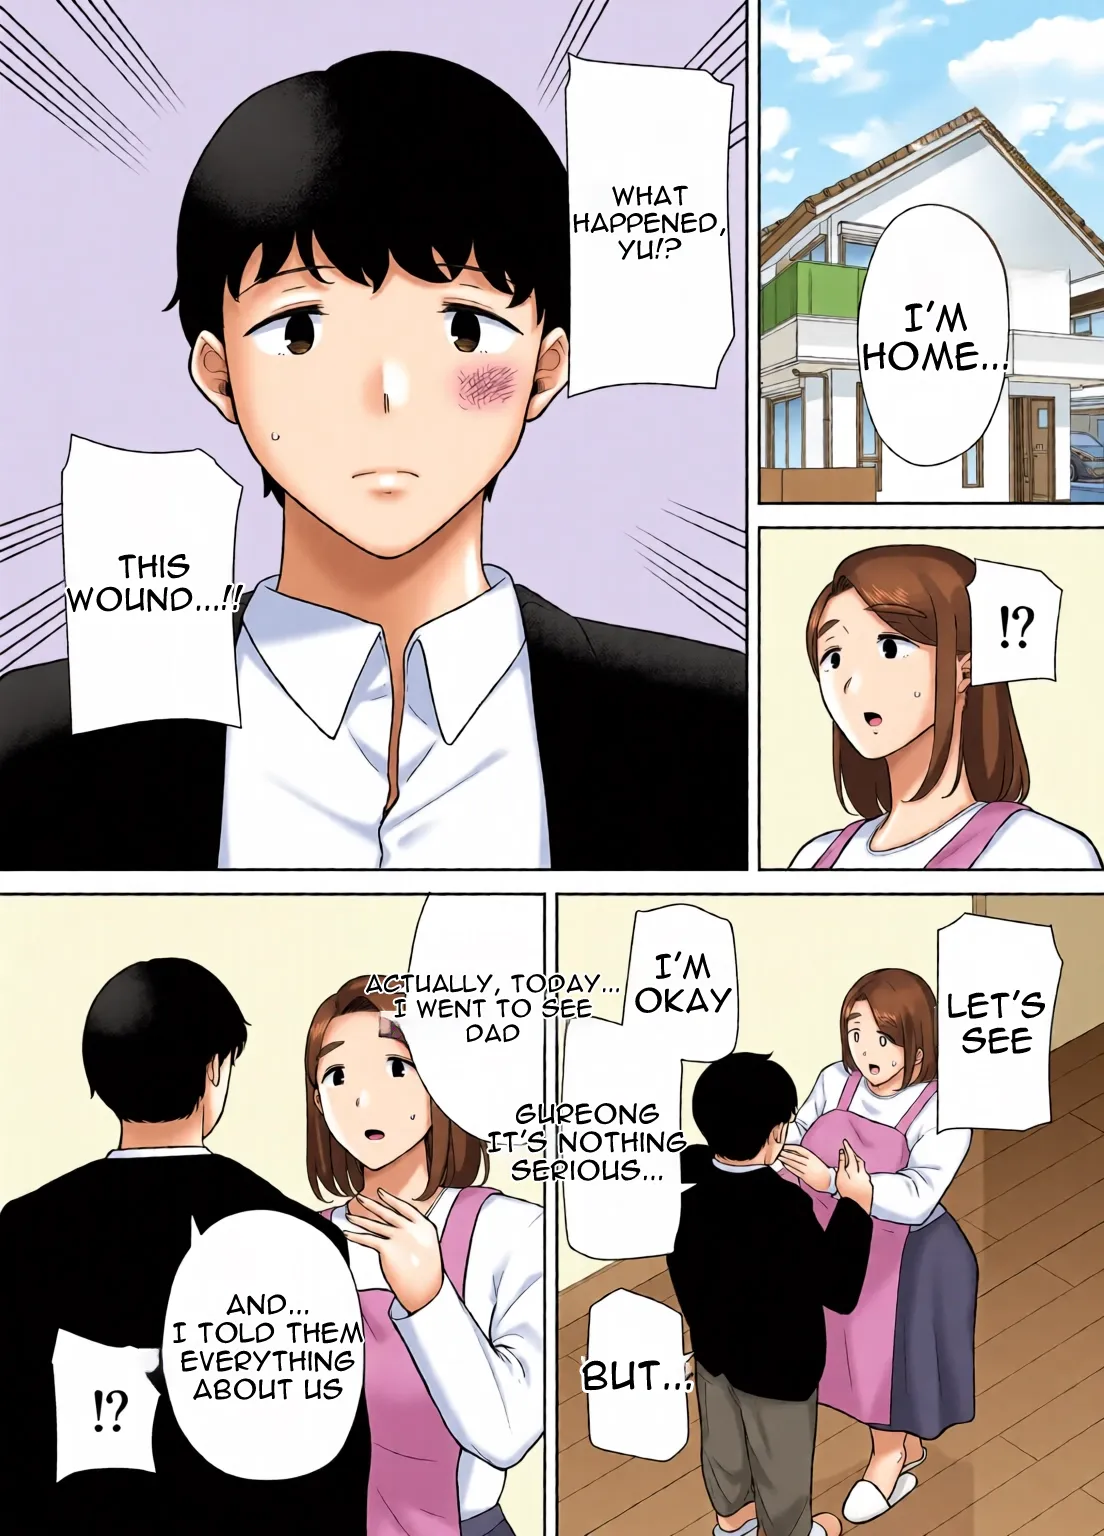 I'M
HOME...
!?
WHAT
HAPPENED,
YU!?
THIS
WOUND...!!
LET'S
SEE
I'M
OKAY
GUREONG
IT'S NOTHING
SERIOUS...
BUT...
ACTUALLY, TODAY...
I WENT TO SEE
DAD
AND...
I TOLD THEM
EVERYTHING
ABOUT US
!?